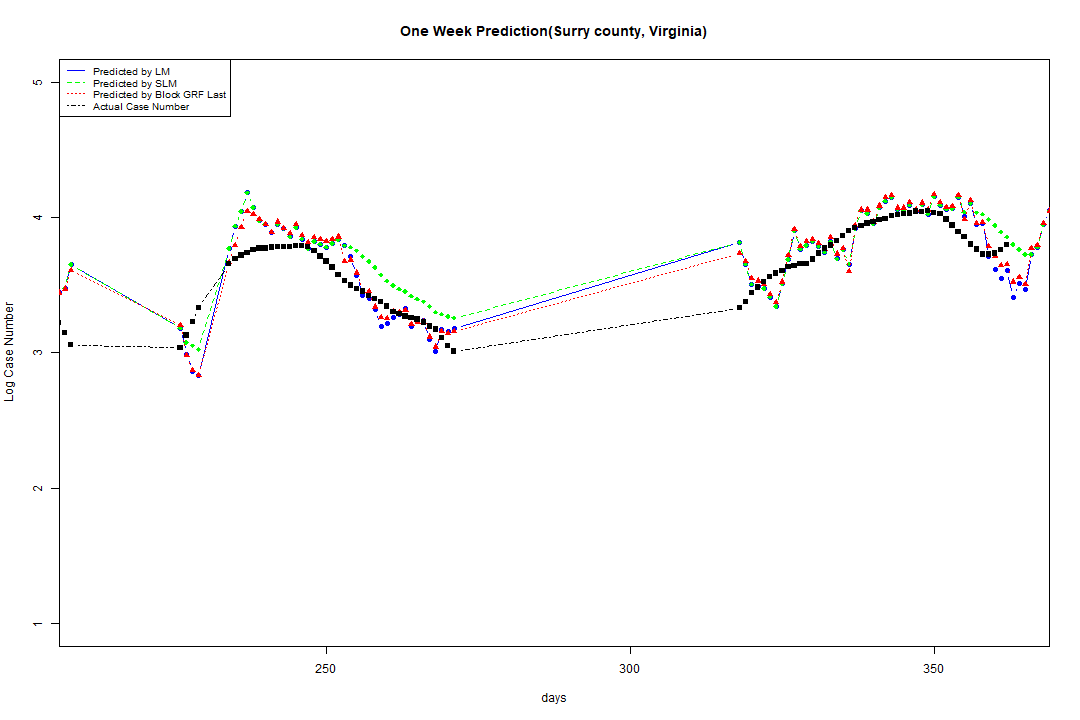 One Week Prediction(Surry county, Virginia)
Predicted by LM
Predicted by SLM
Predicted by Block GRF Last
Actual Case Number
5
4
3
2
1
Log Case Number
250
300
350
days